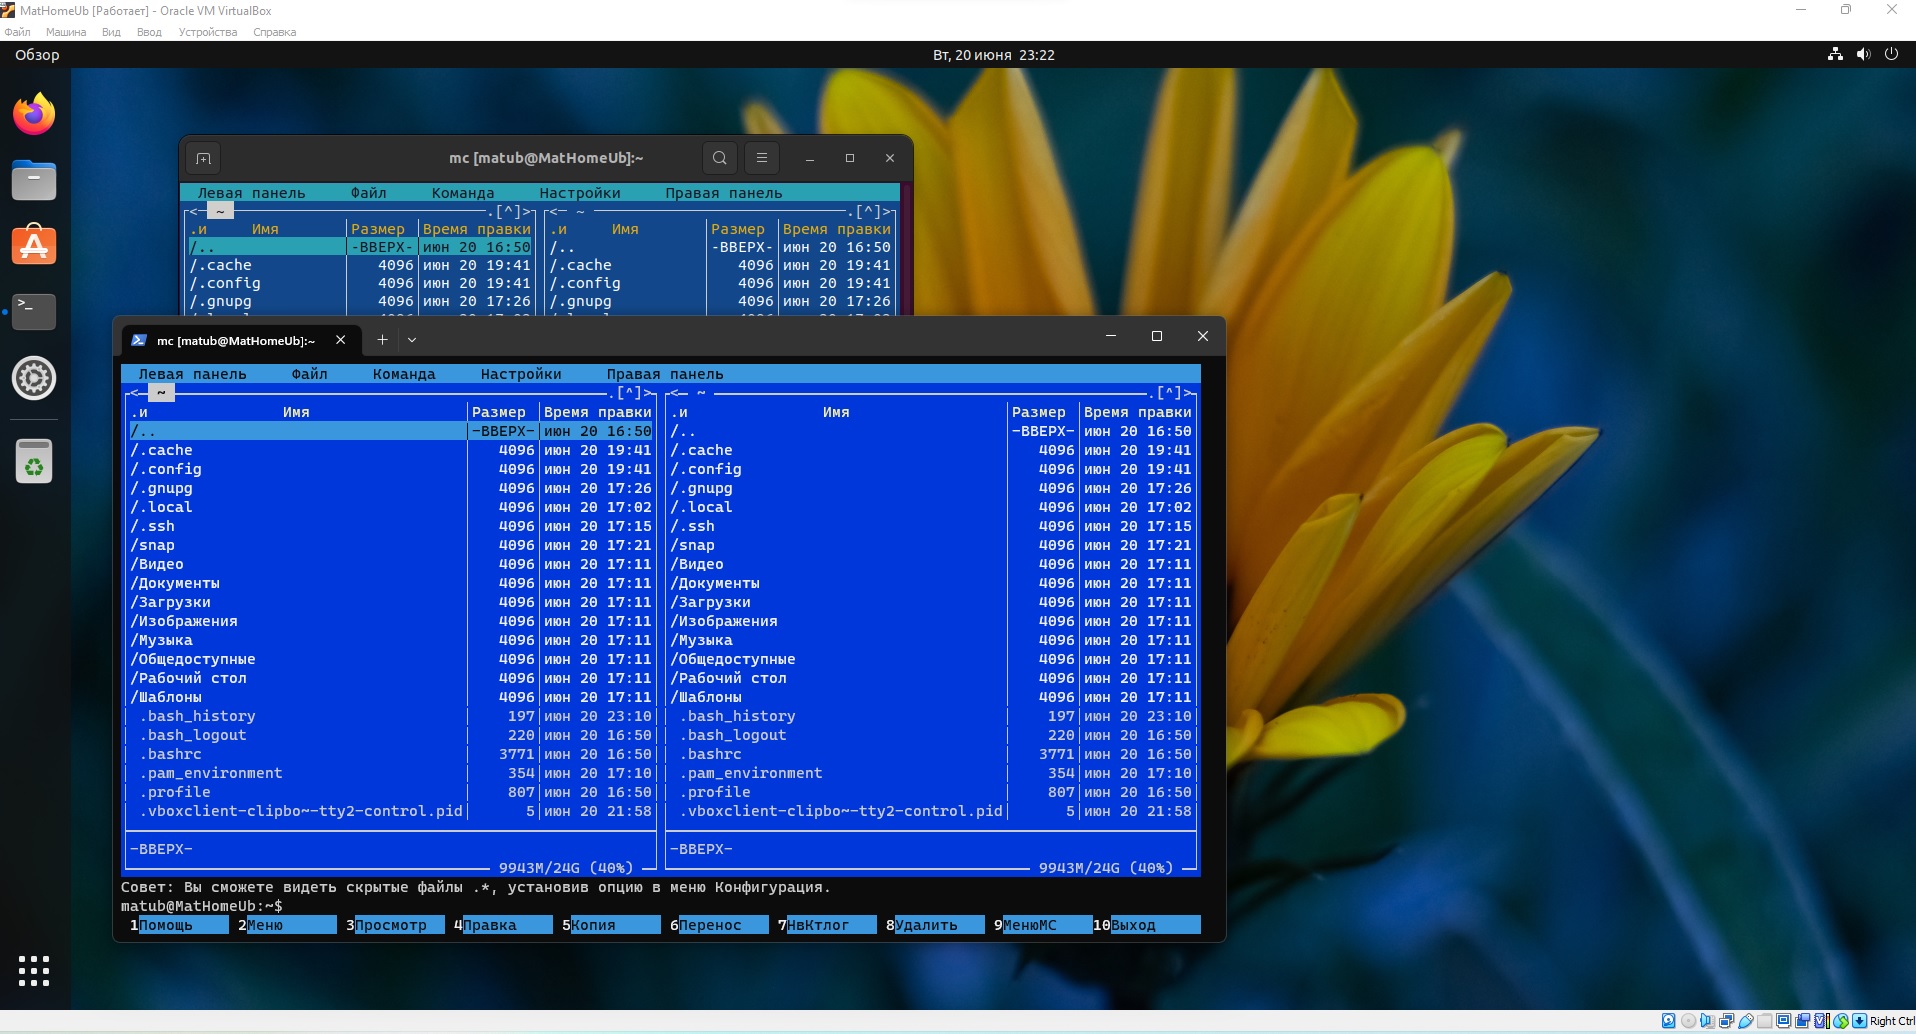 MatHomeUb [Работает] - Oracle VM VirtualBox
Файл Машина Вид Ввод Устройства Справка
Обзор Вт, 20 июня 23:22
mc [matub@MatHomeUb]:~
Левая панель Файл Команда Настройки Правая панель
<— ~ .[^]> <— ~ .[^]>
.и Имя Размер Время правки .и Имя Размер Время правки
/.. -ВВЕРХ- июн 20 16:50 /.. -ВВЕРХ- июн 20 16:50
/.cache 4096 июн 20 19:41 /.cache 4096 июн 20 19:41
/.config 4096 июн 20 19:41 /.config 4096 июн 20 19:41
/.gnupg 4096 июн 20 17:26 /.gnupg 4096 июн 20 17:26
mc [matub@MatHomeUb]:~
Левая панель Файл Команда Настройки Правая панель
<— ~ .[^]> <— ~ .[^]>
.и Имя Размер Время правки .и Имя Размер Время правки
/.. -ВВЕРХ- июн 20 16:50 /.. -ВВЕРХ- июн 20 16:50
/.cache 4096 июн 20 19:41 /.cache 4096 июн 20 19:41
/.config 4096 июн 20 19:41 /.config 4096 июн 20 19:41
/.gnupg 4096 июн 20 17:26 /.gnupg 4096 июн 20 17:26
/.local 4096 июн 20 17:02 /.local 4096 июн 20 17:02
/.ssh 4096 июн 20 17:15 /.ssh 4096 июн 20 17:15
/snap 4096 июн 20 17:21 /snap 4096 июн 20 17:21
/Видео 4096 июн 20 17:11 /Видео 4096 июн 20 17:11
/Документы 4096 июн 20 17:11 /Документы 4096 июн 20 17:11
/Загрузки 4096 июн 20 17:11 /Загрузки 4096 июн 20 17:11
/Изображения 4096 июн 20 17:11 /Изображения 4096 июн 20 17:11
/Музыка 4096 июн 20 17:11 /Музыка 4096 июн 20 17:11
/Общедоступные 4096 июн 20 17:11 /Общедоступные 4096 июн 20 17:11
/Рабочий стол 4096 июн 20 17:11 /Рабочий стол 4096 июн 20 17:11
/Шаблоны 4096 июн 20 17:11 /Шаблоны 4096 июн 20 17:11
.bash_history 197 июн 20 23:10 .bash_history 197 июн 20 23:10
.bash_logout 220 июн 20 16:50 .bash_logout 220 июн 20 16:50
.bashrc 3771 июн 20 16:50 .bashrc 3771 июн 20 16:50
.pam_environment 354 июн 20 17:10 .pam_environment 354 июн 20 17:10
.profile 807 июн 20 16:50 .profile 807 июн 20 16:50
.vboxclient-clipbo~-tty2-control.pid 5 июн 20 21:58 .vboxclient-clipbo~-tty2-control.pid 5 июн 20 21:58
-ВВЕРХ- -ВВЕРХ-
9943M/24G (40%) 9943M/24G (40%)
Совет: Вы сможете видеть скрытые файлы .*, установив опцию в меню Конфигурация.
matub@MatHomeUb:~$
1Помощь 2Меню 3Просмотр 4Правка 5Копия 6Перенос 7НвКтлог 8Удалить 9МенюМС 10Выход
Right Ctrl